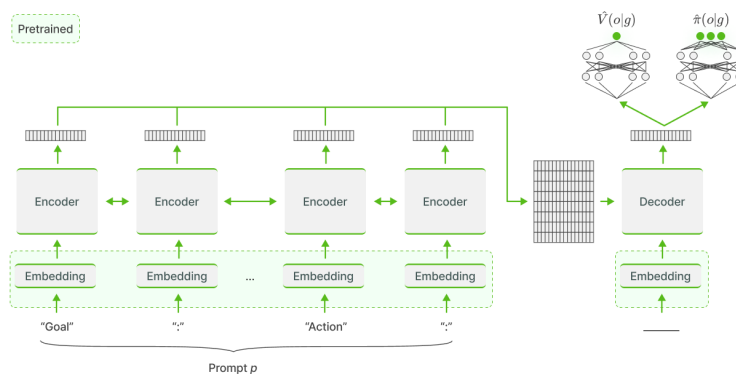 Pretrained
V̂(o|g) π̂(o|g)
Encoder Encoder Encoder Encoder Decoder
Embedding Embedding ... Embedding Embedding Embedding
“Goal” “:” “Action” “:”
Prompt p